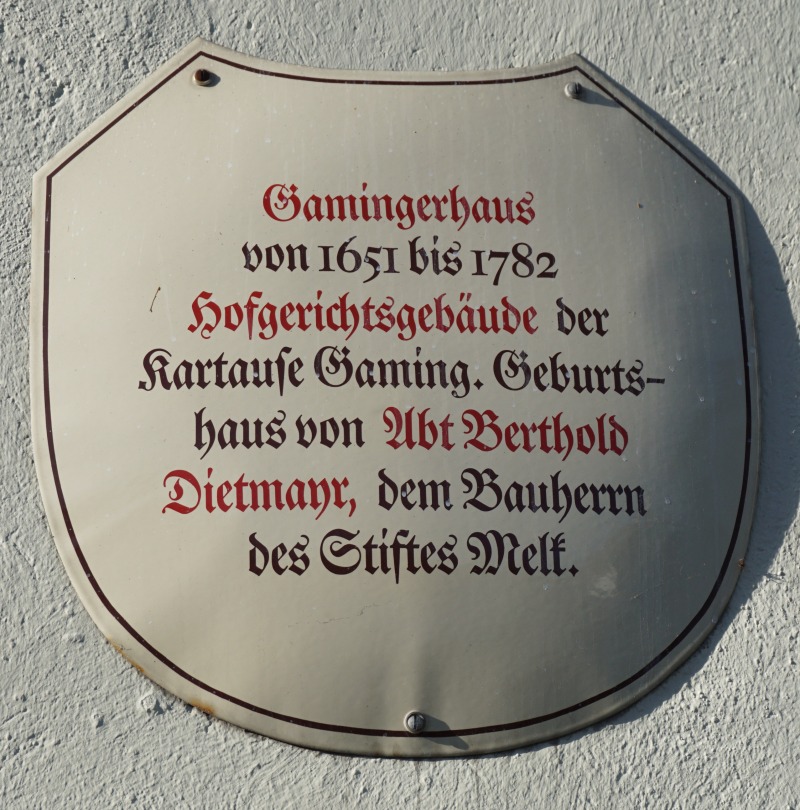 Gamingerhaus
von 1651 bis 1782
Hofgerichtsgebäude der
Kartauſe Gaming. Geburts-
haus von Abt Berthold
Dietmayr, dem Bauherrn
des Stiftes Melk.